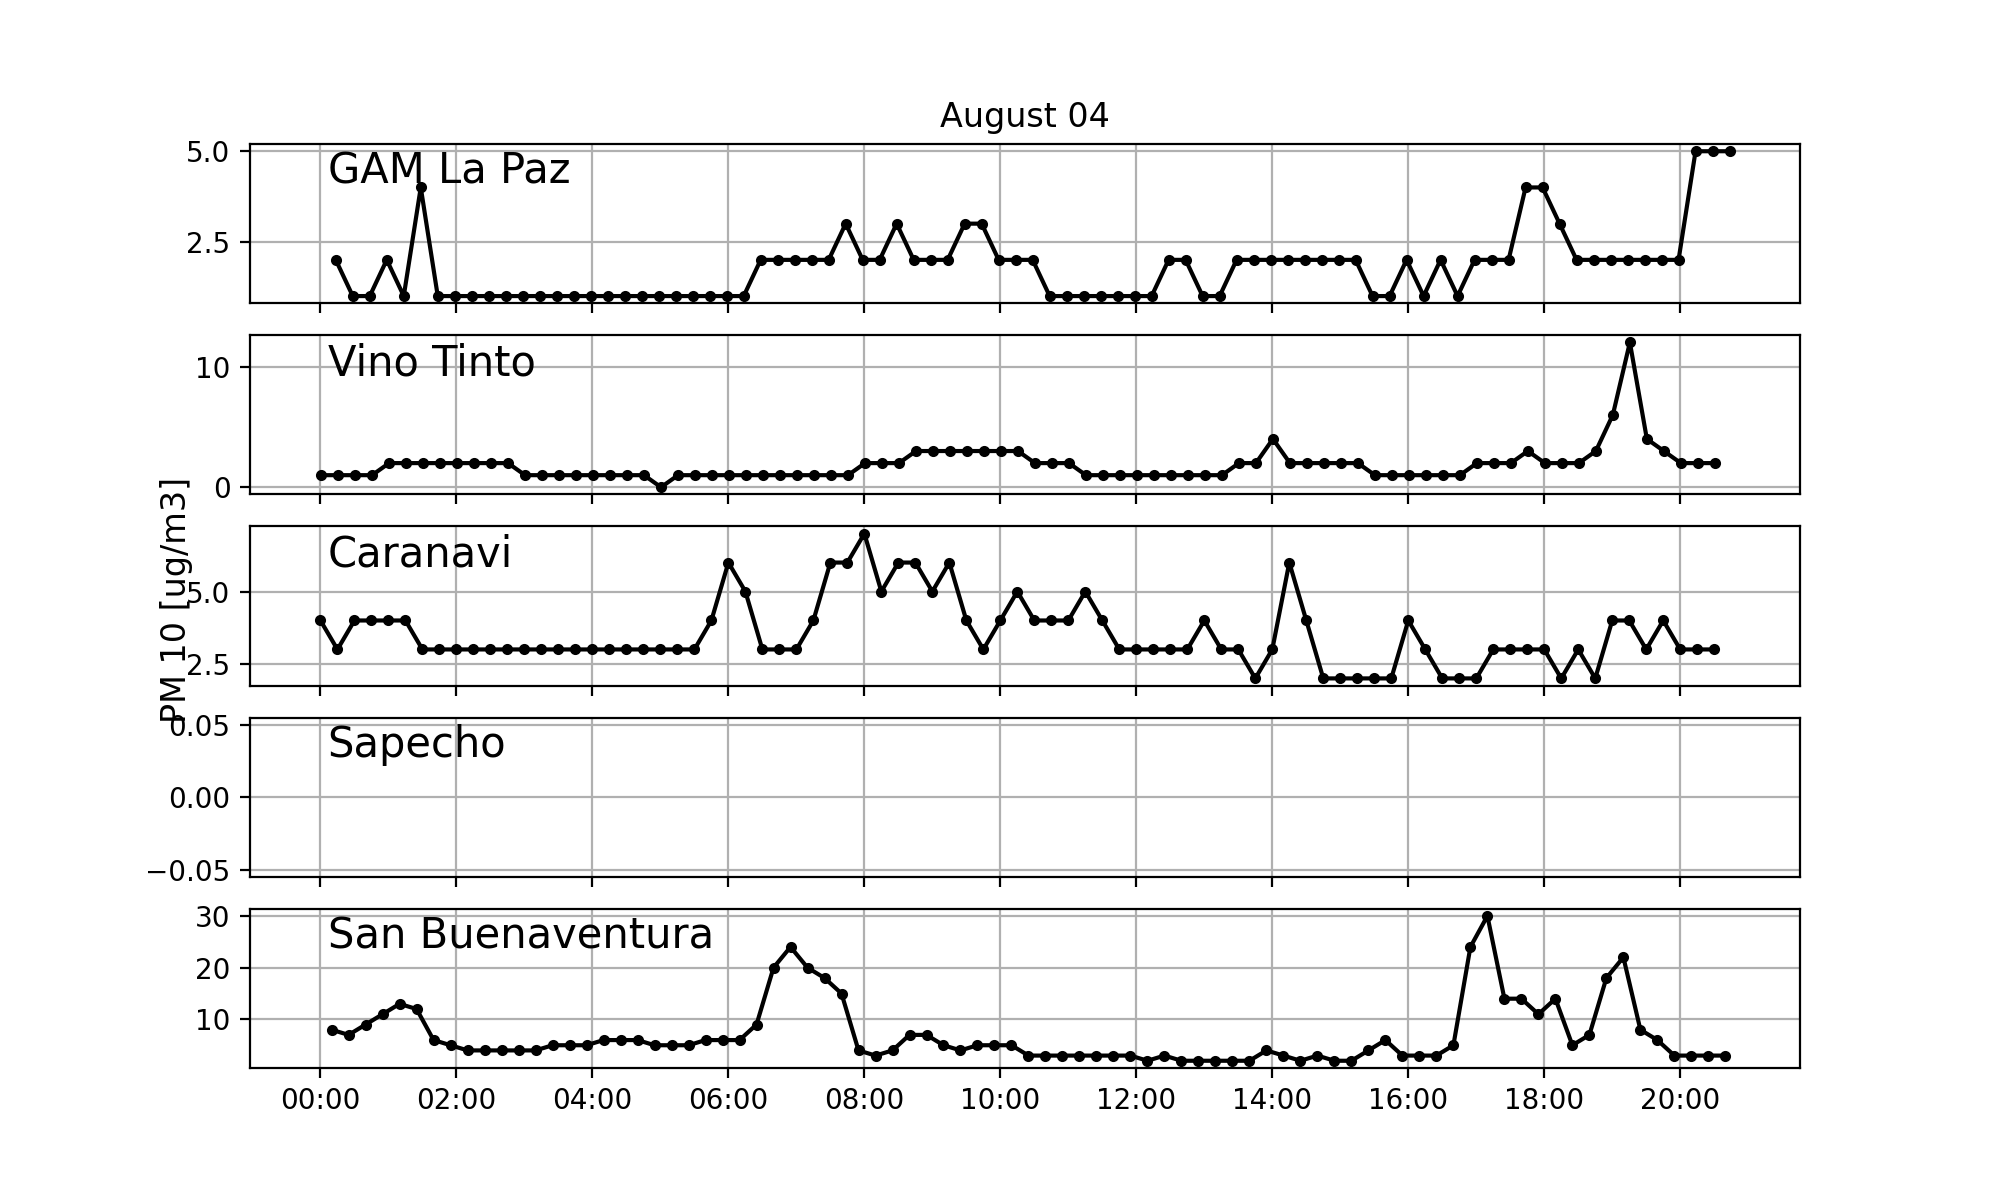 August 04
PM 10 [ug/m3]
GAM La Paz
5.0
2.5
Vino Tinto
10
0
Caranavi
5.0
2.5
Sapecho
0.05
0.00
−0.05
San Buenaventura
30
20
10
00:00 02:00 04:00 06:00 08:00 10:00 12:00 14:00 16:00 18:00 20:00